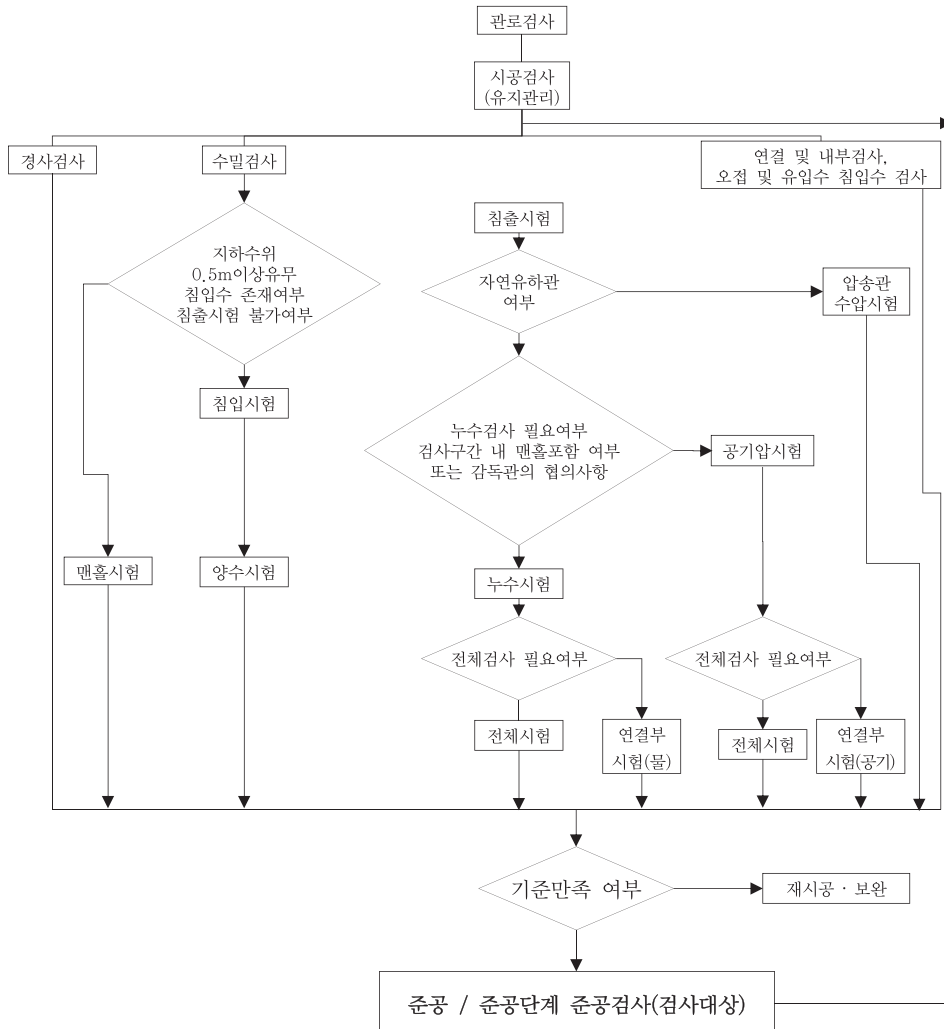 관로검사
시공검사
(유지관리)
경사검사
수밀검사
연결 및 내부검사,
오접 및 유입수 침입수 검사
침출시험
지하수위
0.5m이상유무
침입수 존재여부
침출시험 불가여부
자연유하관
여부
압송관
수압시험
침입시험
누수검사 필요여부
검사구간 내 맨홀포함 여부
또는 감독관의 협의사항
공기압시험
맨홀시험
양수시험
누수시험
전체검사 필요여부
전체검사 필요여부
전체시험
연결부
시험(물)
전체시험
연결부
시험(공기)
기준만족 여부
재시공 · 보완
준공 / 준공단계 준공검사(검사대상)